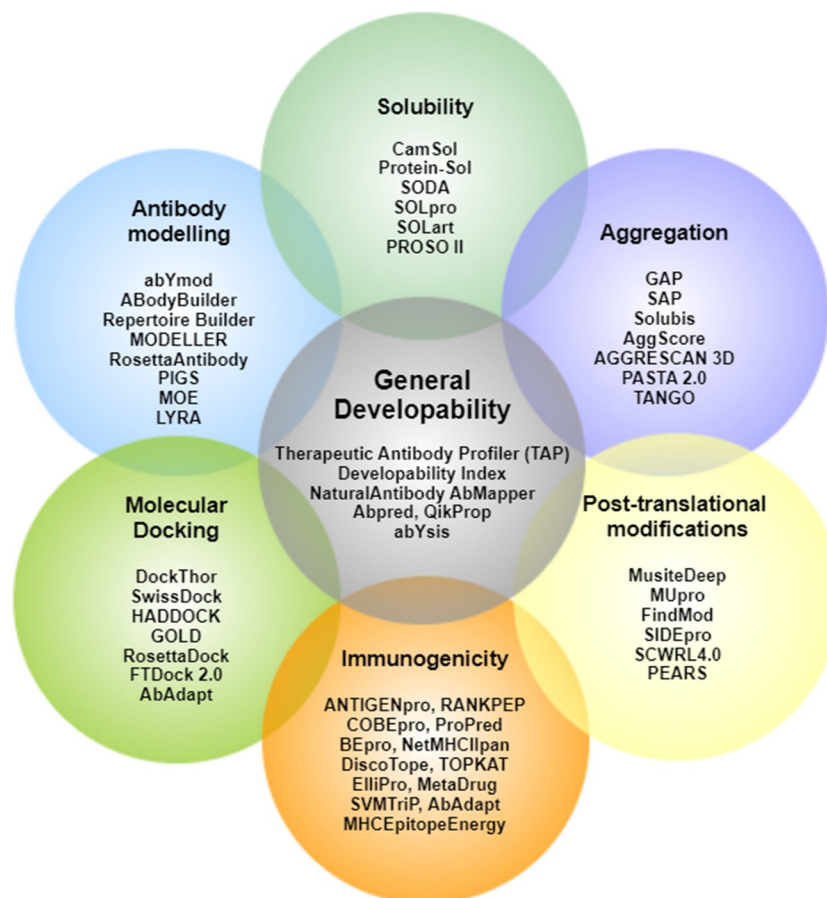 Solubility
CamSol
Protein-Sol
SODA
SOLpro
SOLart
PROSO II
Antibody
modelling
abYmod
ABodyBuilder
Repertoire Builder
MODELLER
RosettaAntibody
PIGS
MOE
LYRA
Aggregation
GAP
SAP
Solubis
AggScore
AGGRESCAN 3D
PASTA 2.0
TANGO
General
Developability
Therapeutic Antibody Profiler (TAP)
Developability Index
NaturalAntibody AbMapper
Abpred, QikProp
abYsis
Molecular
Docking
DockThor
SwissDock
HADDOCK
GOLD
RosettaDock
FTDock 2.0
AbAdapt
Post-translational
modifications
MusiteDeep
MUpro
FindMod
SIDEpro
SCWRL4.0
PEARS
Immunogenicity
ANTIGENpro, RANKPEP
COBEpro, ProPred
BEpro, NetMHCIIpan
DiscoTope, TOPKAT
ElliPro, MetaDrug
SVMTriP, AbAdapt
MHCEpitopeEnergy